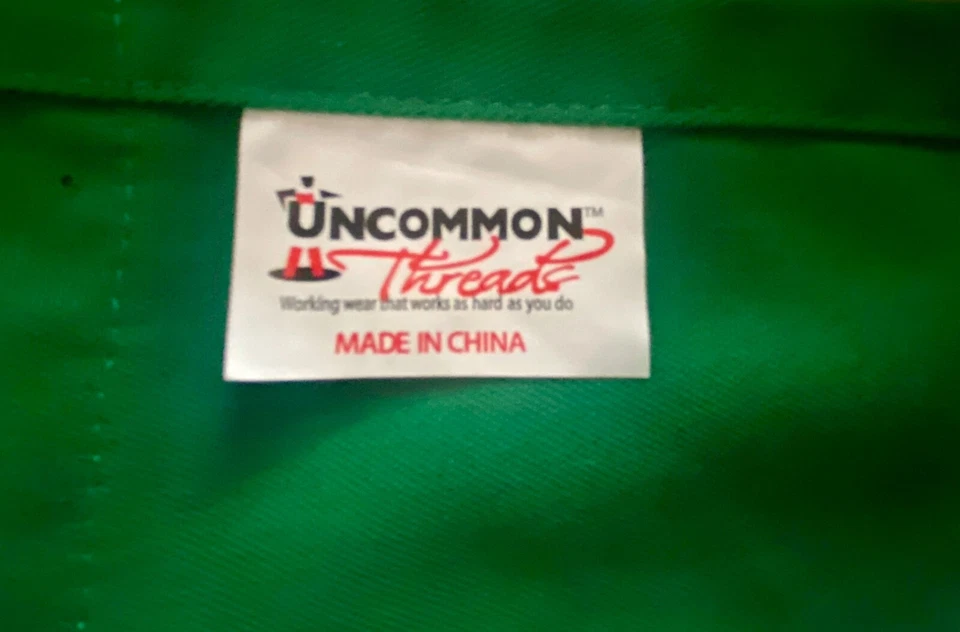 UNCOMMON™
Threads
Working wear that works as hard as you do
MADE IN CHINA